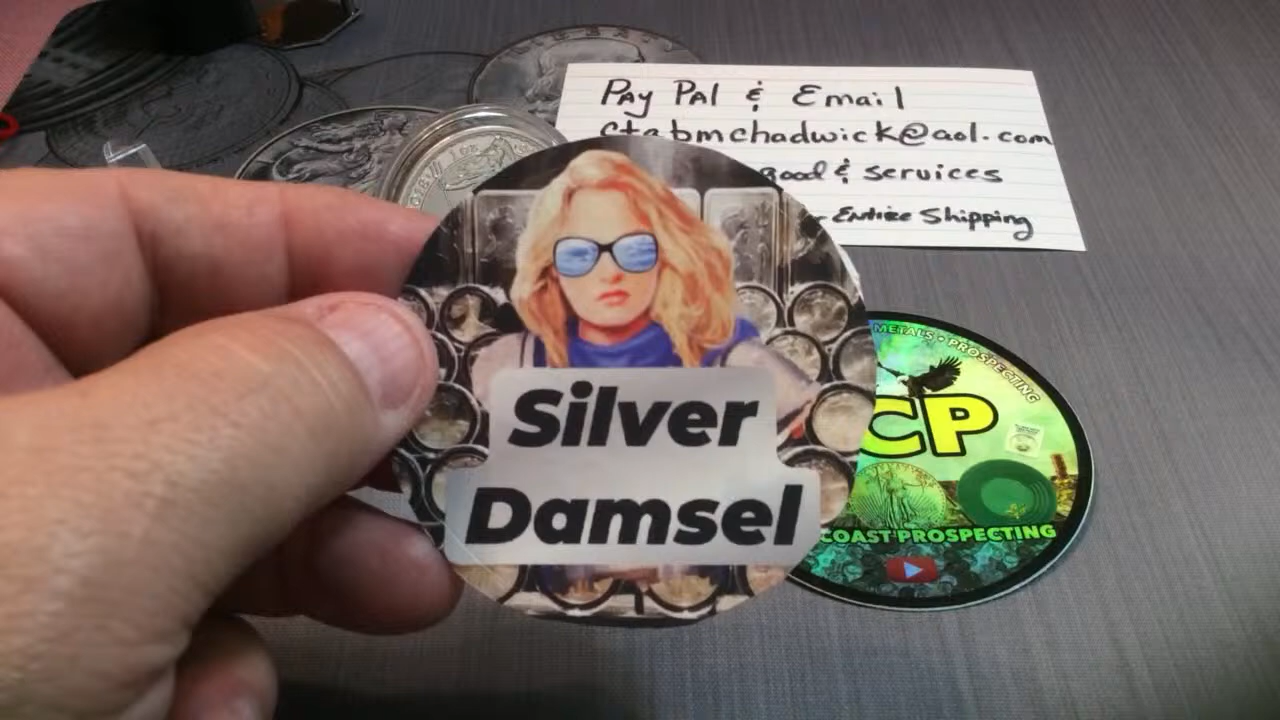 PAy PAl & Email
ctabmchadwick@aol.com
good & services
Entire Shipping
Silver
Damsel
METALS • PROSPECTING
CP
COAST PROSPECTING